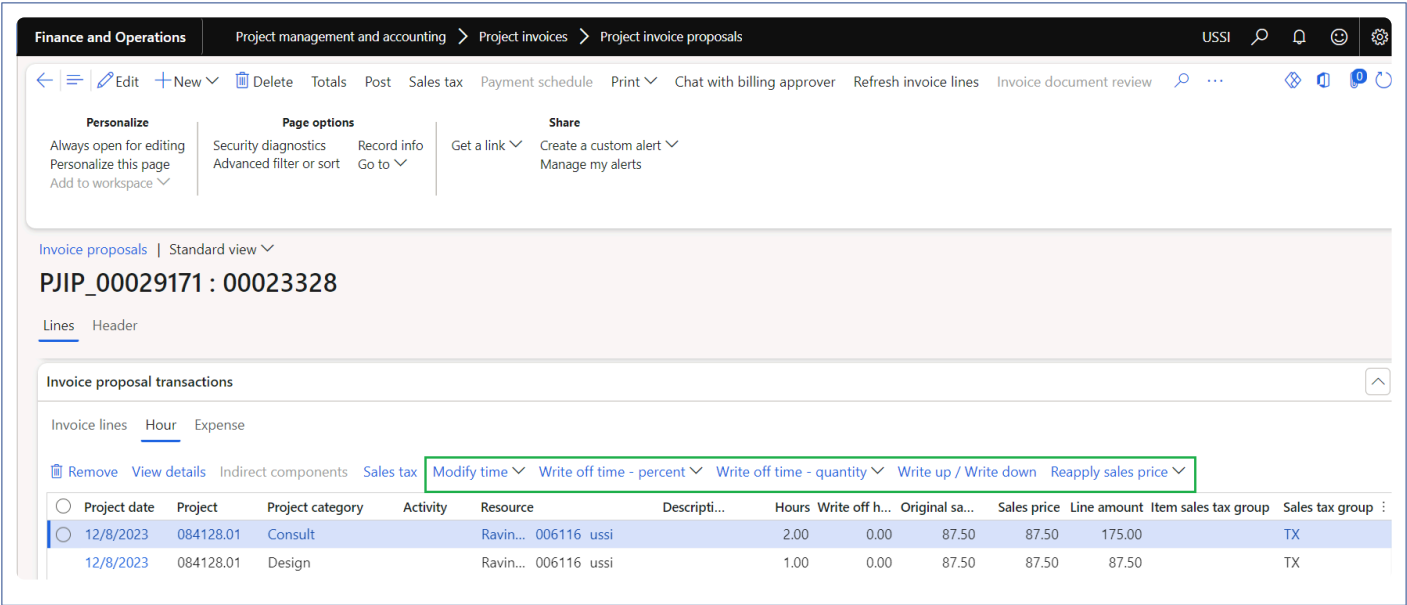 Finance and Operations Project management and accounting Project invoices Project invoice proposals USSI
Edit New Delete Totals Post Sales tax Payment schedule Print Chat with billing approver Refresh invoice lines Invoice document review ... 0
Personalize Page options Share
Always open for editing Security diagnostics Record info Get a link Create a custom alert
Personalize this page Advanced filter or sort Go to Manage my alerts
Add to workspace
Invoice proposals | Standard view
PJIP_00029171 : 00023328
Lines Header
Invoice proposal transactions
Invoice lines Hour Expense
Remove View details Indirect components Sales tax Modify time Write off time - percent Write off time - quantity Write up / Write down Reapply sales price
Project date Project Project category Activity Resource Descripti... Hours Write off h... Original sa... Sales price Line amount Item sales tax group Sales tax group
12/8/2023 084128.01 Consult Ravin... 006116 ussi 2.00 0.00 87.50 87.50 175.00 TX
12/8/2023 084128.01 Design Ravin... 006116 ussi 1.00 0.00 87.50 87.50 87.50 TX